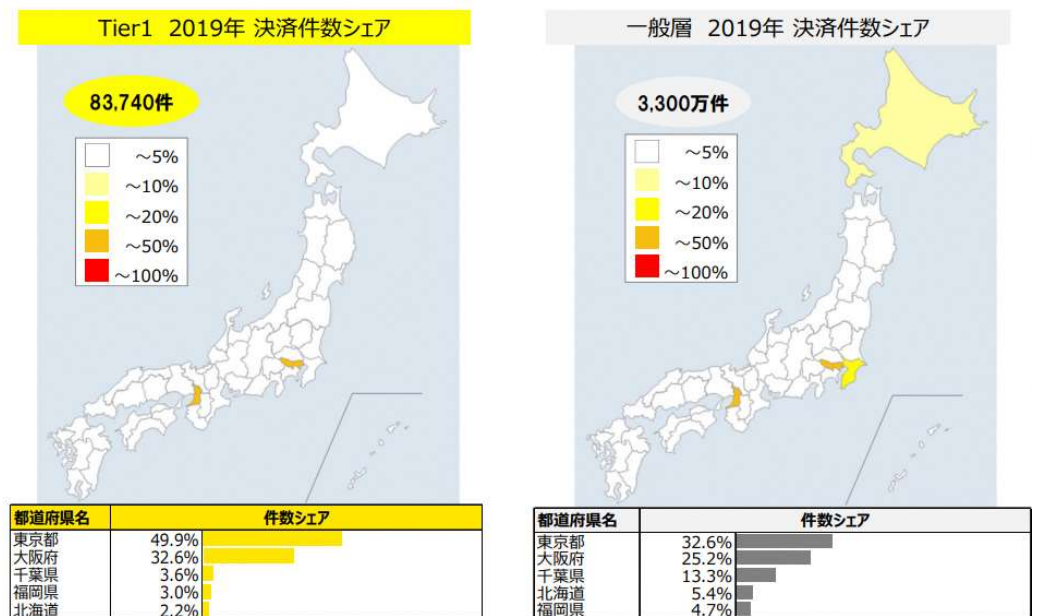 Tier1 2019年 決済件数シェア
83,740件
～5%
～10%
～20%
～50%
～100%
都道府県名 件数シェア
東京都 49.9%
大阪府 32.6%
千葉県 3.6%
福岡県 3.0%
北海道 2.2%
一般層 2019年 決済件数シェア
3,300万件
～5%
～10%
～20%
～50%
～100%
都道府県名 件数シェア
東京都 32.6%
大阪府 25.2%
千葉県 13.3%
北海道 5.4%
福岡県 4.7%